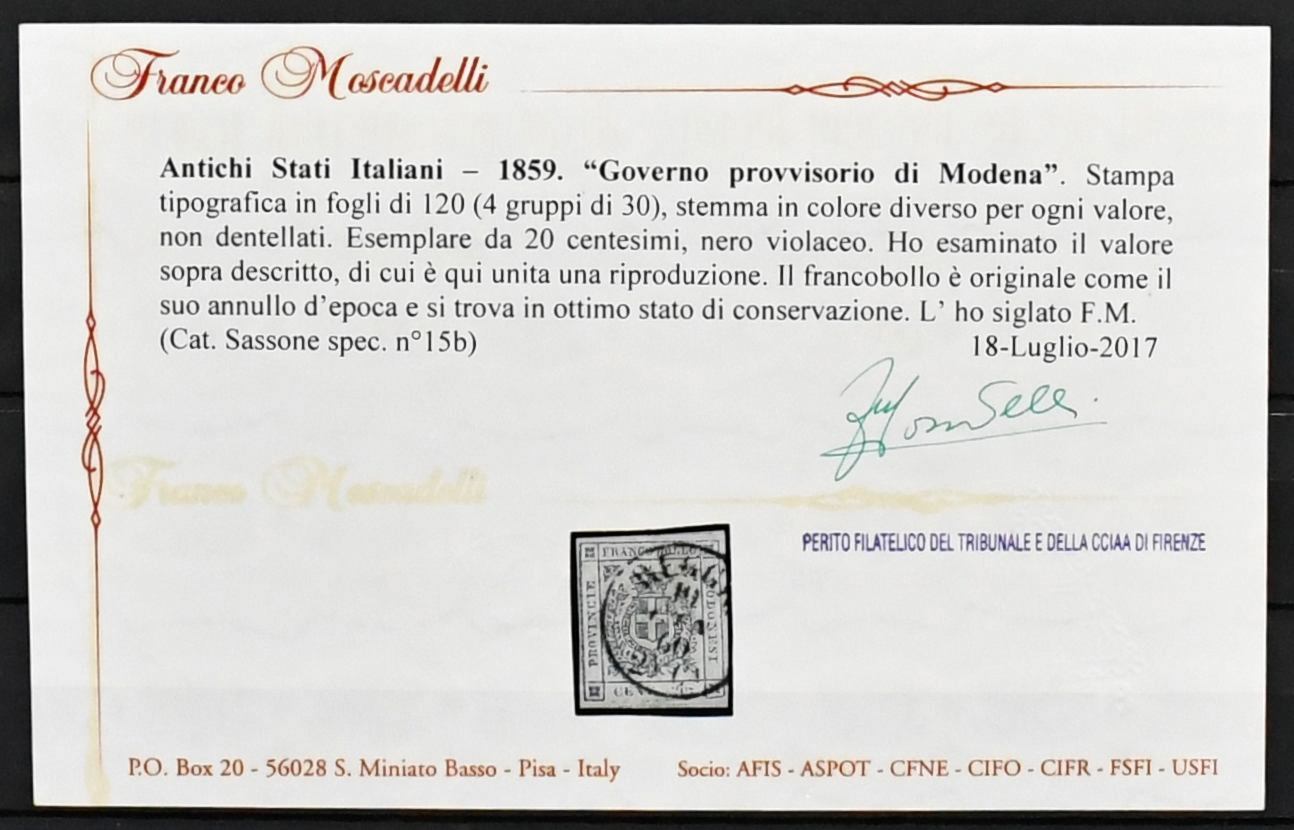 Franco Moscadelli
Antichi Stati Italiani – 1859. “Governo provvisorio di Modena”. Stampa
tipografica in fogli di 120 (4 gruppi di 30), stemma in colore diverso per ogni valore,
non dentellati. Esemplare da 20 centesimi, nero violaceo. Ho esaminato il valore
sopra descritto, di cui è qui unita una riproduzione. Il francobollo è originale come il
suo annullo d’epoca e si trova in ottimo stato di conservazione. L’ ho siglato F.M.
(Cat. Sassone spec. n°15b) 18-Luglio-2017
Franco Moscadelli
PERITO FILATELICO DEL TRIBUNALE E DELLA CCIAA DI FIRENZE
PROVINCIE
P.O. Box 20 - 56028 S. Miniato Basso - Pisa - Italy Socio: AFIS - ASPOT - CFNE - CIFO - CIFR - FSFI - USFI